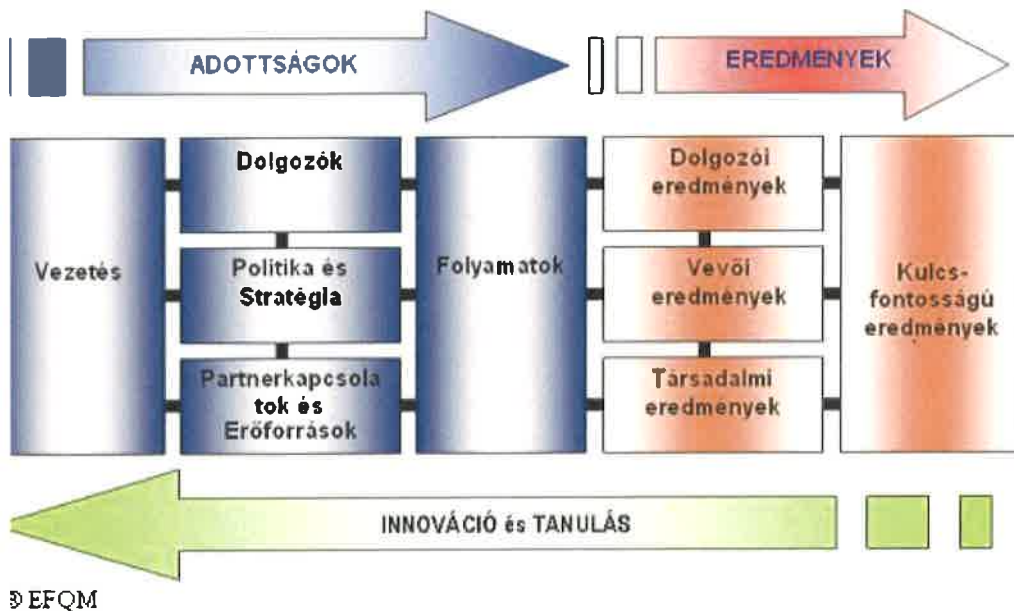 ADOTTSÁGOK
EREDMÉNYEK
Vezetés
Dolgozók
Politika és
Stratégla
Partnerkapcsola
tok és
Erőforrások
Folyamatok
Dolgozói
eredmények
Vevői
eredmények
Társadalmi
eredmények
Kulcs-
fontosságú
eredmények
INNOVÁCIÓ és TANULÁS
© EFQM